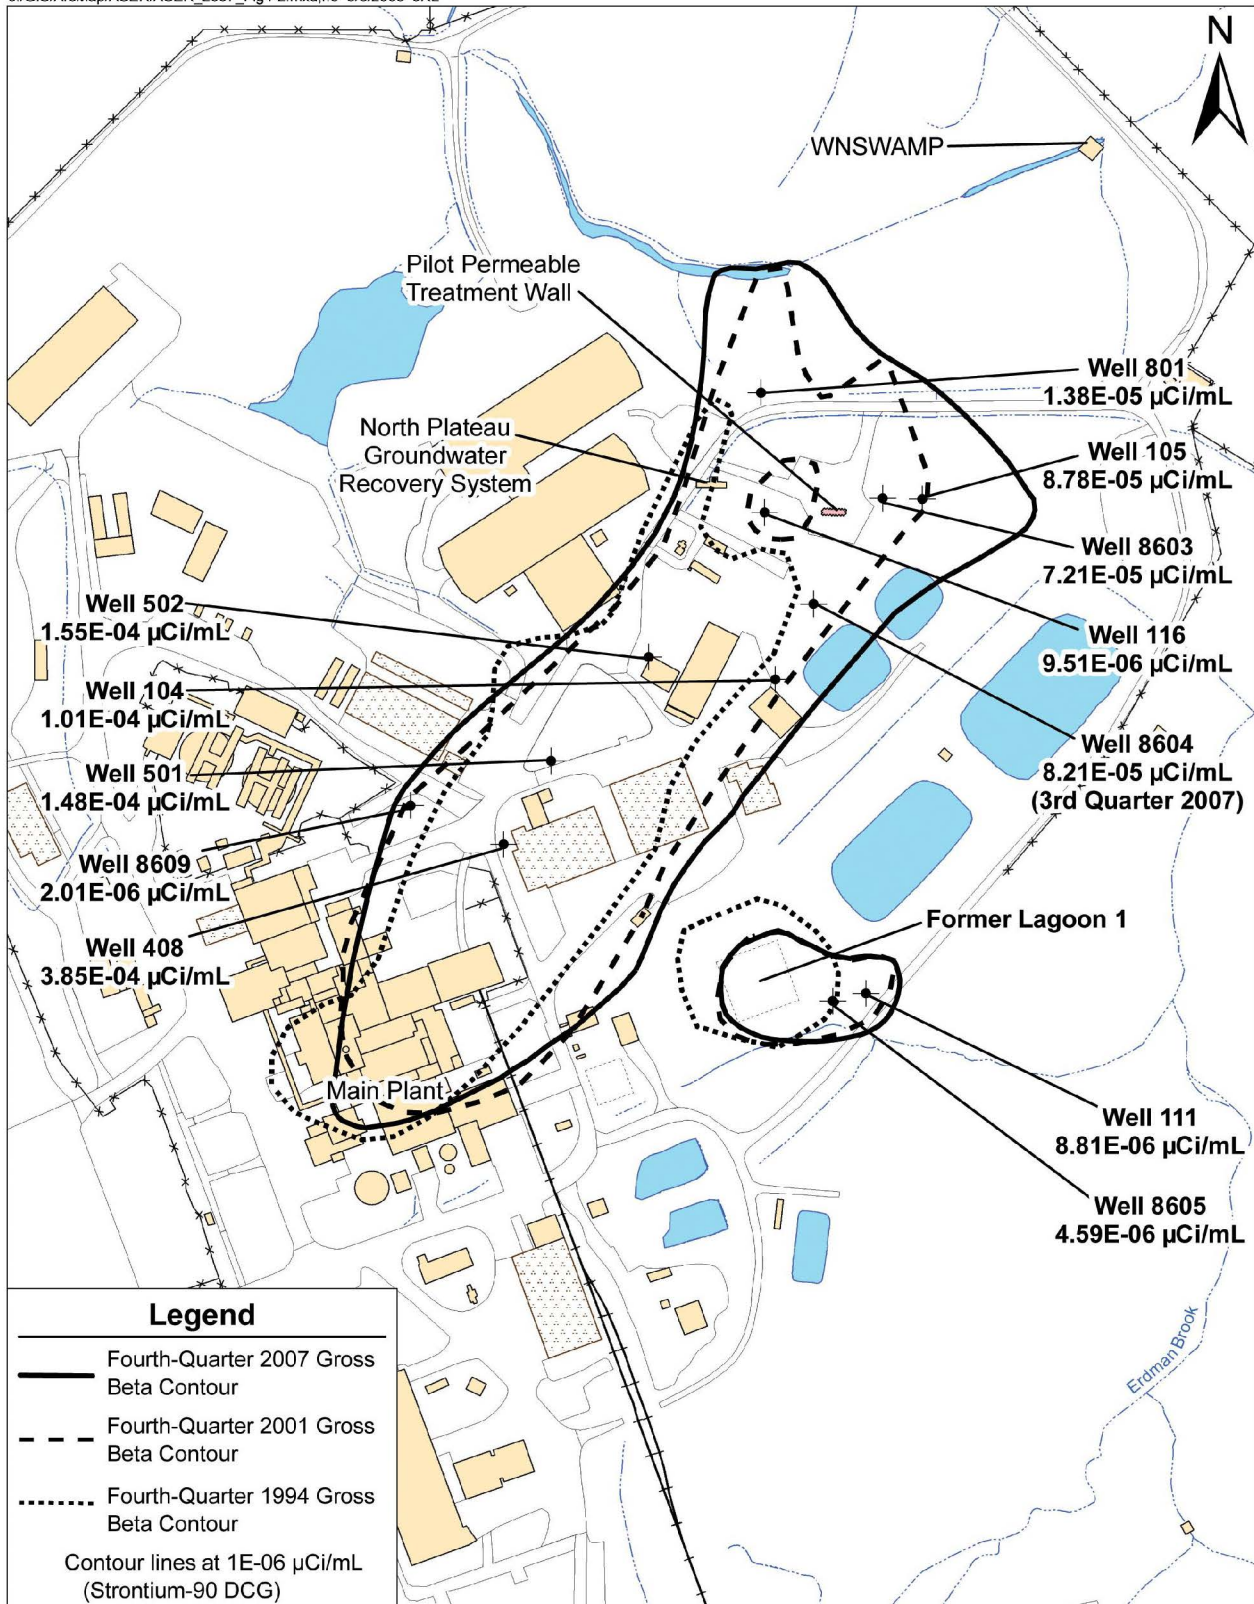 N
WNSWAMP
Pilot Permeable
Treatment Wall
Well 801
1.38E-05 µCi/mL
North Plateau
Groundwater
Recovery System
Well 105
8.78E-05 µCi/mL
Well 8603
7.21E-05 µCi/mL
Well 502
1.55E-04 µCi/mL
Well 116
9.51E-06 µCi/mL
Well 104
1.01E-04 µCi/mL
Well 8604
8.21E-05 µCi/mL
(3rd Quarter 2007)
Well 501
1.48E-04 µCi/mL
Well 8609
2.01E-06 µCi/mL
Former Lagoon 1
Well 408
3.85E-04 µCi/mL
Main Plant
Well 111
8.81E-06 µCi/mL
Well 8605
4.59E-06 µCi/mL
Erdman Brook
Legend
Fourth-Quarter 2007 Gross
Beta Contour
Fourth-Quarter 2001 Gross
Beta Contour
Fourth-Quarter 1994 Gross
Beta Contour
Contour lines at 1E-06 µCi/mL
(Strontium-90 DCG)